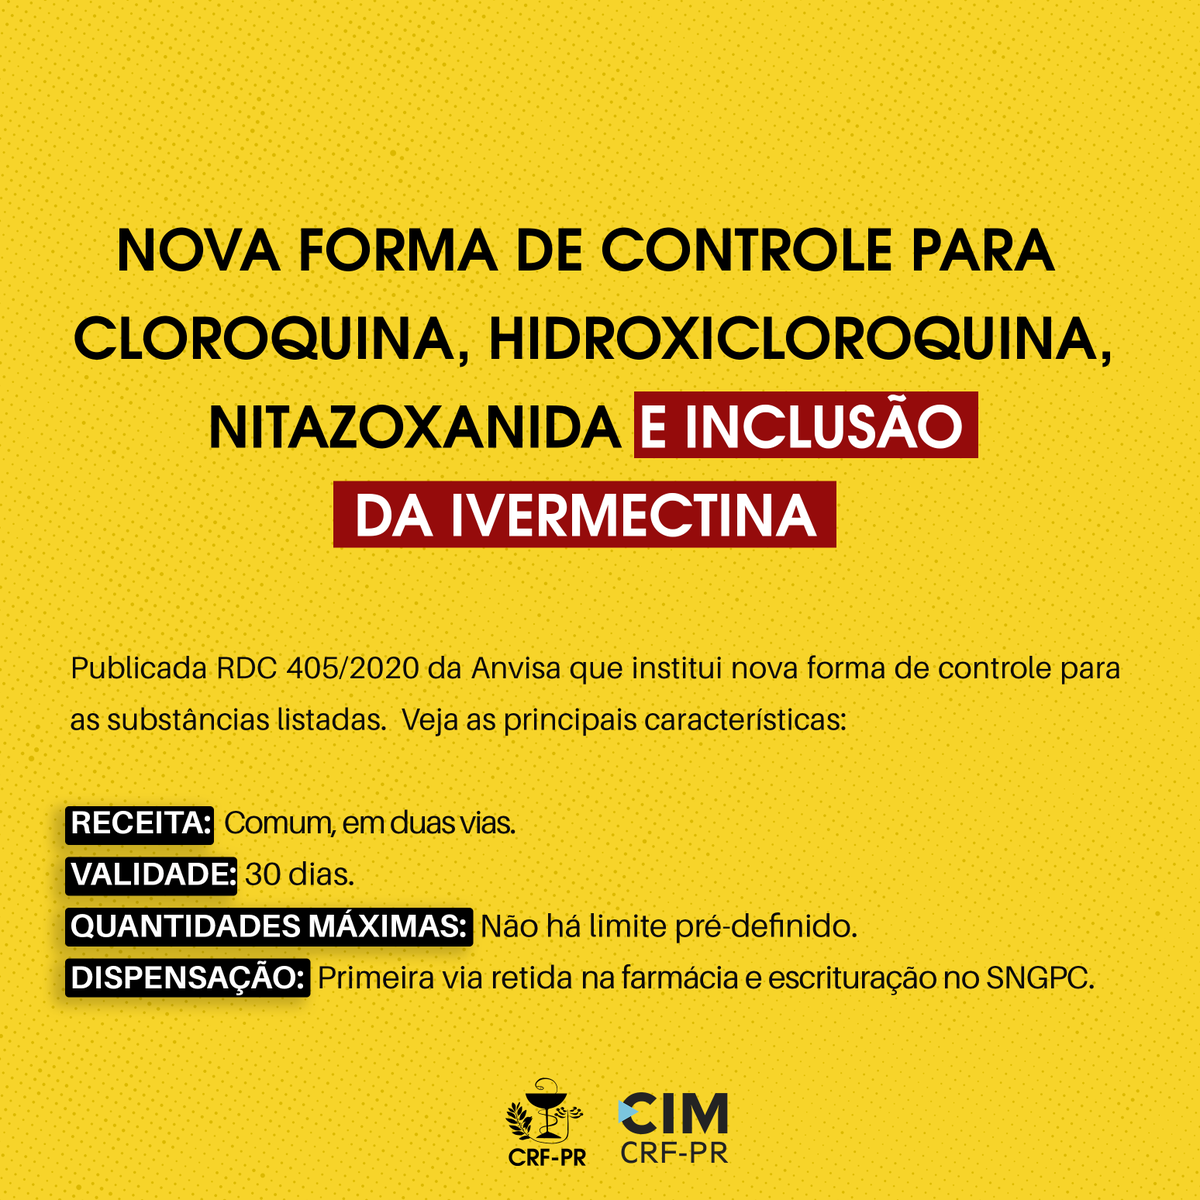 NOVA FORMA DE CONTROLE PARA
CLOROQUINA, HIDROXICLOROQUINA,
NITAZOXANIDA E INCLUSÃO
DA IVERMECTINA
Publicada RDC 405/2020 da Anvisa que institui nova forma de controle para
as substâncias listadas. Veja as principais características:
RECEITA: Comum, em duas vias.
VALIDADE: 30 dias.
QUANTIDADES MÁXIMAS: Não há limite pré-definido.
DISPENSAÇÃO: Primeira via retida na farmácia e escrituração no SNGPC.
CRF-PR
CIM
CRF-PR